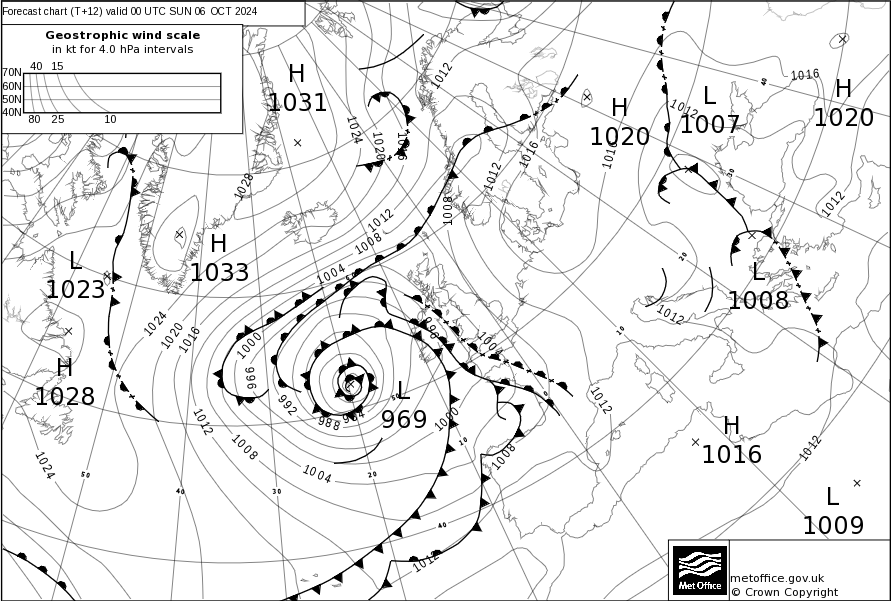 Forecast chart (T+12) valid 00 UTC SUN 06 OCT 2024
Geostrophic wind scale
in kt for 4.0 hPa intervals
40 15
70N
60N
50N
40N
80 25 10
H
1031
H
1020
L
1007
H
1020
H
1033
L
1023
H
1028
L
969
L
1008
H
1016
L
1009
1012
1016
1012
1024
1020
1016
1016
1016
1012
1028
1008
1012
1012
1008
1004
1024
1020
1016
1000
996
992
988
984
996
1004
1012
1012
1012
1008
1004
1000
1008
1024
1012
1012
50
40
30
20
10
40
40
30
20
10
50
metoffice.gov.uk
© Crown Copyright
Met Office